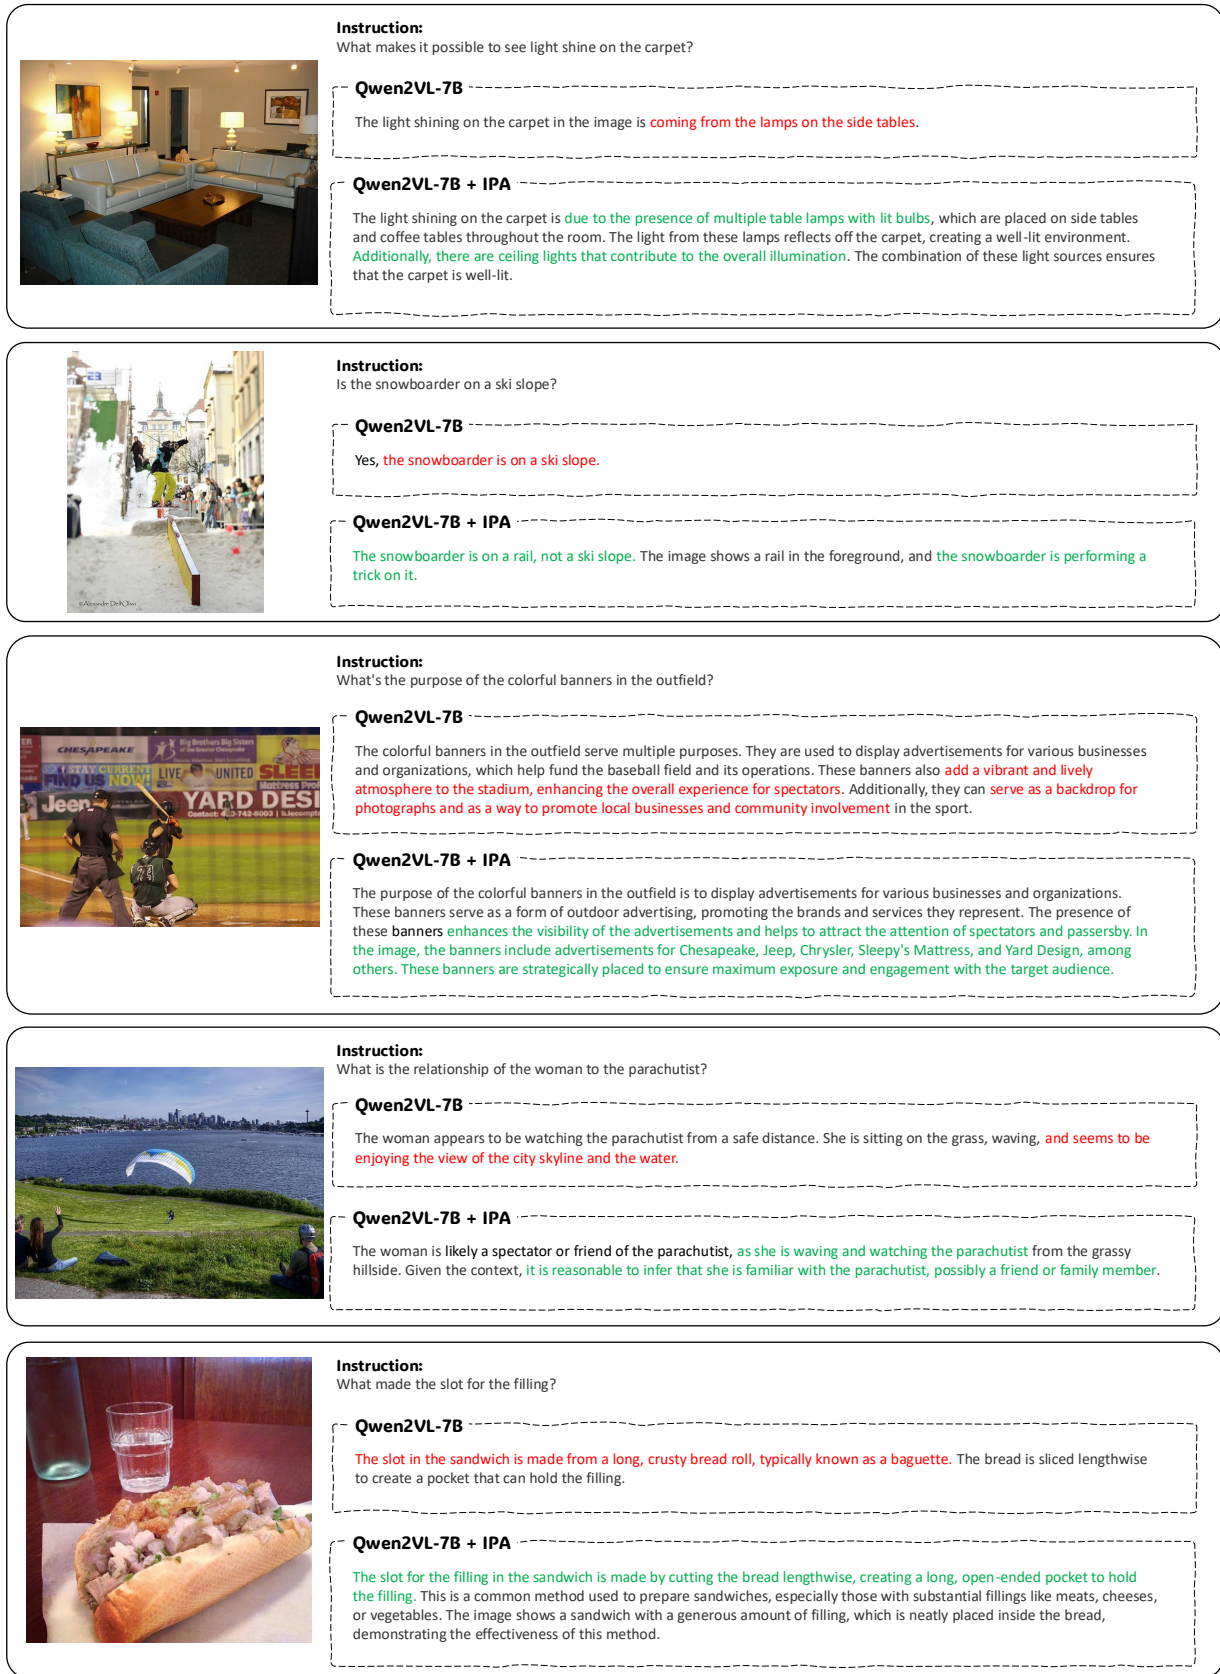 Instruction:
What makes it possible to see light shine on the carpet?
Qwen2VL-7B
The light shining on the carpet in the image is coming from the lamps on the side tables.
Qwen2VL-7B + IPA
The light shining on the carpet is due to the presence of multiple table lamps with lit bulbs, which are placed on side tables
and coffee tables throughout the room. The light from these lamps reflects off the carpet, creating a well-lit environment.
Additionally, there are ceiling lights that contribute to the overall illumination. The combination of these light sources ensures
that the carpet is well-lit.
Instruction:
Is the snowboarder on a ski slope?
Qwen2VL-7B
Yes, the snowboarder is on a ski slope.
Qwen2VL-7B + IPA
The snowboarder is on a rail, not a ski slope. The image shows a rail in the foreground, and the snowboarder is performing a
trick on it.
Instruction:
What's the purpose of the colorful banners in the outfield?
CHESAPEAKE
Big Brothers Big Sisters
STAY CURRENT
FIND US NOW!
LIVE UNITED
SLEE
Mattress
Jeep
YARD DESI
Qwen2VL-7B
The colorful banners in the outfield serve multiple purposes. They are used to display advertisements for various businesses
and organizations, which help fund the baseball field and its operations. These banners also add a vibrant and lively
atmosphere to the stadium, enhancing the overall experience for spectators. Additionally, they can serve as a backdrop for
photographs and as a way to promote local businesses and community involvement in the sport.
Qwen2VL-7B + IPA
The purpose of the colorful banners in the outfield is to display advertisements for various businesses and organizations.
These banners serve as a form of outdoor advertising, promoting the brands and services they represent. The presence of
these banners enhances the visibility of the advertisements and helps to attract the attention of spectators and passersby. In
the image, the banners include advertisements for Chesapeake, Jeep, Chrysler, Sleepy's Mattress, and Yard Design, among
others. These banners are strategically placed to ensure maximum exposure and engagement with the target audience.
Instruction:
What is the relationship of the woman to the parachutist?
Qwen2VL-7B
The woman appears to be watching the parachutist from a safe distance. She is sitting on the grass, waving, and seems to be
enjoying the view of the city skyline and the water.
Qwen2VL-7B + IPA
The woman is likely a spectator or friend of the parachutist, as she is waving and watching the parachutist from the grassy
hillside. Given the context, it is reasonable to infer that she is familiar with the parachutist, possibly a friend or family member.
Instruction:
What made the slot for the filling?
Qwen2VL-7B
The slot in the sandwich is made from a long, crusty bread roll, typically known as a baguette. The bread is sliced lengthwise
to create a pocket that can hold the filling.
Qwen2VL-7B + IPA
The slot for the filling in the sandwich is made by cutting the bread lengthwise, creating a long, open-ended pocket to hold
the filling. This is a common method used to prepare sandwiches, especially those with substantial fillings like meats, cheeses,
or vegetables. The image shows a sandwich with a generous amount of filling, which is neatly placed inside the bread,
demonstrating the effectiveness of this method.